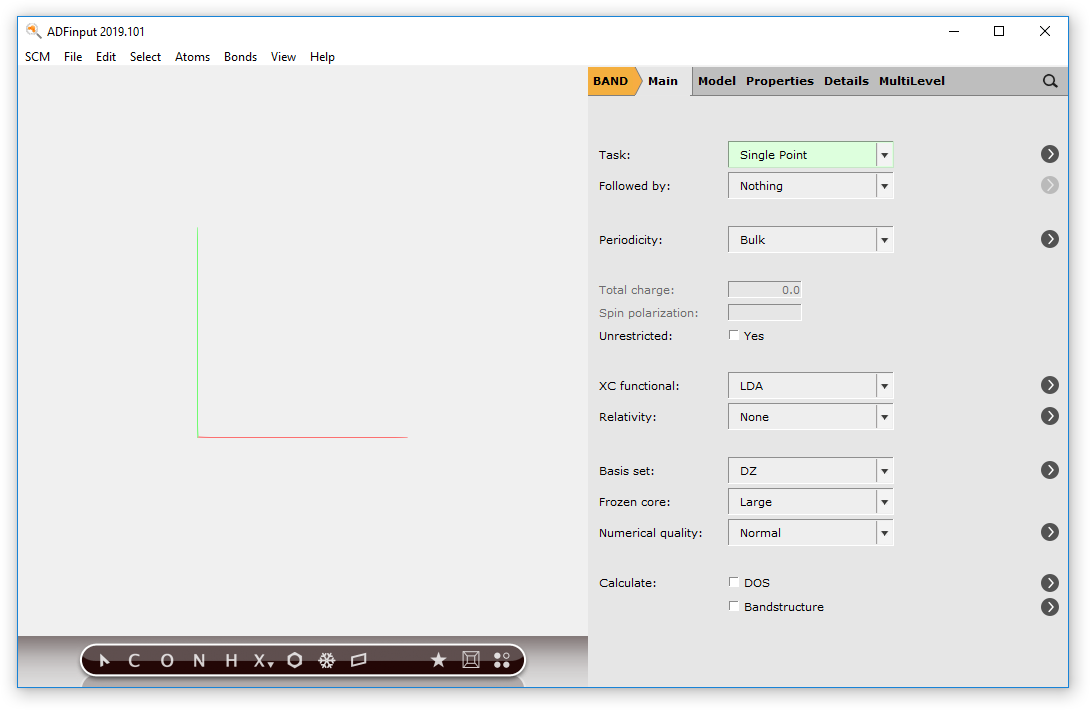 ADFinput 2019.101
SCM File Edit Select Atoms Bonds View Help
BAND Main Model Properties Details MultiLevel
Task: Single Point
Followed by: Nothing
Periodicity: Bulk
Total charge: 0.0
Spin polarization:
Unrestricted: Yes
XC functional: LDA
Relativity: None
Basis set: DZ
Frozen core: Large
Numerical quality: Normal
Calculate: DOS
Bandstructure
C O N H X